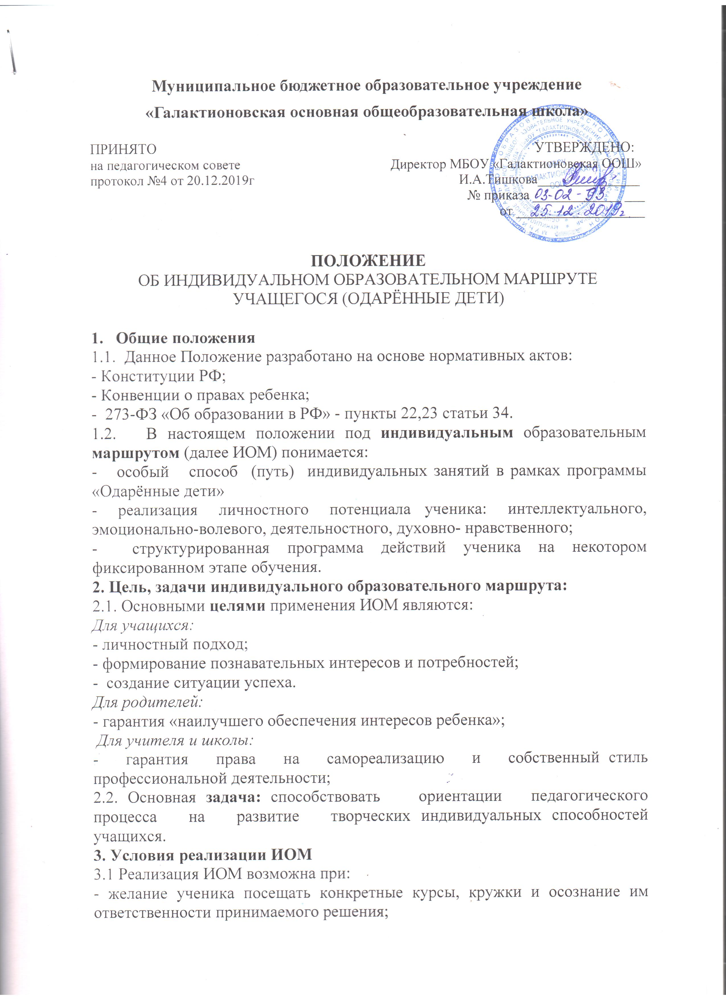 Муниципальное бюджетное образовательное учреждение
«Галактионовская основная общеобразовательная школа»
ПРИНЯТО
на педагогическом совете
протокол №4 от 20.12.2019г
УТВЕРЖДЕНО:
Директор МБОУ «Галактионовская ООШ»
И.А.Тишкова
№ приказа 03-02-93
от 25.12.2019г.
МБОУ
"ГАЛАКТИОНОВСКАЯ
ООШ"
ПОЛОЖЕНИЕ
ОБ ИНДИВИДУАЛЬНОМ ОБРАЗОВАТЕЛЬНОМ МАРШРУТЕ
УЧАЩЕГОСЯ (ОДАРЁННЫЕ ДЕТИ)
1. Общие положения
1.1. Данное Положение разработано на основе нормативных актов:
- Конституции РФ;
- Конвенции о правах ребенка;
- 273-ФЗ «Об образовании в РФ» - пункты 22,23 статьи 34.
1.2. В настоящем положении под индивидуальным образовательным
маршрутом (далее ИОМ) понимается:
- особый способ (путь) индивидуальных занятий в рамках программы
«Одарённые дети»
- реализация личностного потенциала ученика: интеллектуального,
эмоционально-волевого, деятельностного, духовно- нравственного;
- структурированная программа действий ученика на некотором
фиксированном этапе обучения.
2. Цель, задачи индивидуального образовательного маршрута:
2.1. Основными целями применения ИОМ являются:
Для учащихся:
- личностный подход;
- формирование познавательных интересов и потребностей;
- создание ситуации успеха.
Для родителей:
- гарантия «наилучшего обеспечения интересов ребенка»;
Для учителя и школы:
- гарантия права на самореализацию и собственный стиль
профессиональной деятельности;
2.2. Основная задача: способствовать ориентации педагогического
процесса на развитие творческих индивидуальных способностей
учащихся.
3. Условия реализации ИОМ
3.1 Реализация ИОМ возможна при:
- желание ученика посещать конкретные курсы, кружки и осознание им
ответственности принимаемого решения;